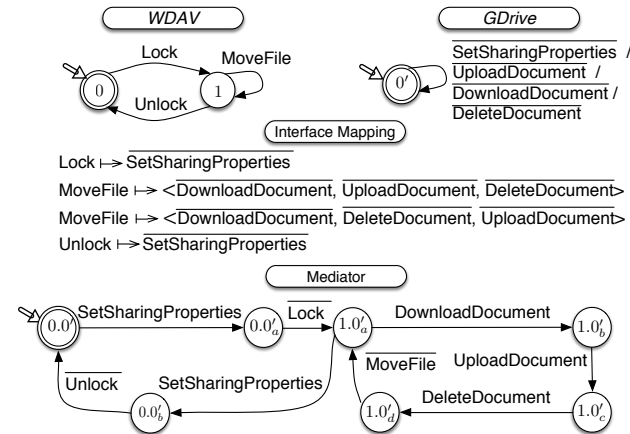 WDAV
GDrive
Lock
MoveFile
Unlock
0
1
0′
SetSharingProperties /
UploadDocument /
DownloadDocument /
DeleteDocument
Interface Mapping
Lock ↦ SetSharingProperties
MoveFile ↦ <DownloadDocument, UploadDocument, DeleteDocument>
MoveFile ↦ <DownloadDocument, DeleteDocument, UploadDocument>
Unlock ↦ SetSharingProperties
Mediator
0.0′
SetSharingProperties
0.0′a
Lock
1.0′a
DownloadDocument
1.0′b
Unlock
SetSharingProperties
MoveFile
UploadDocument
0.0′b
1.0′d
DeleteDocument
1.0′c